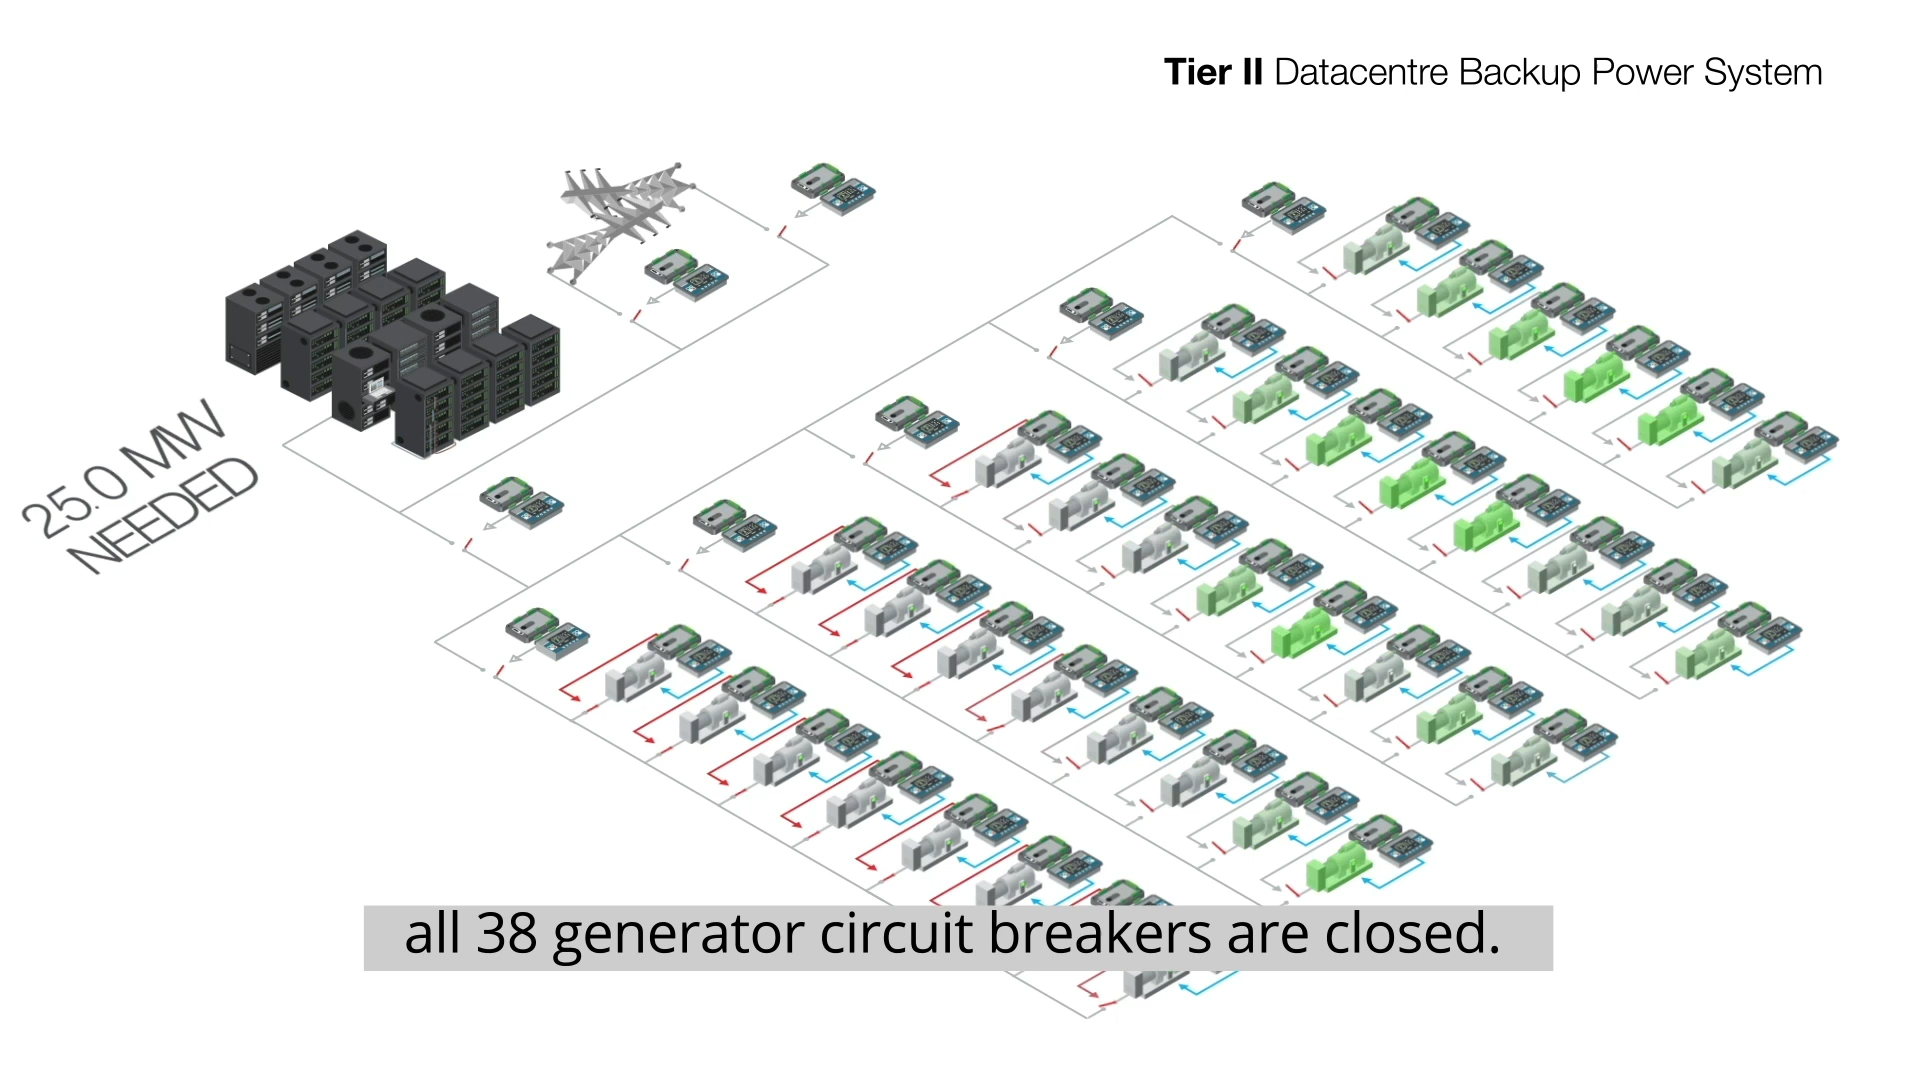 Tier II Datacentre Backup Power System
25.0 MW
NEEDED
all 38 generator circuit breakers are closed.